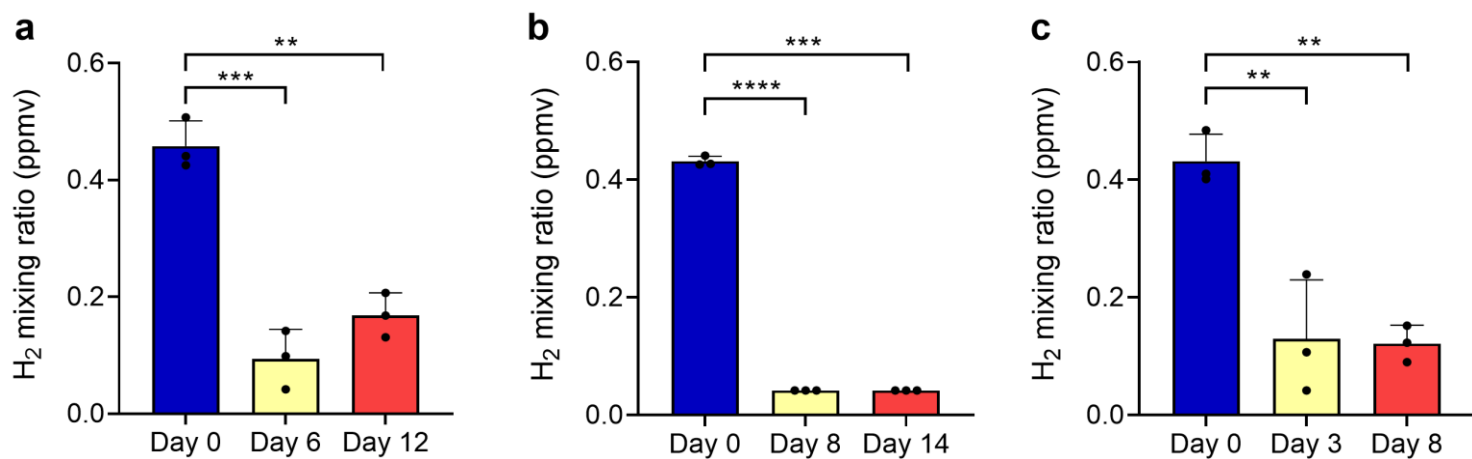 a
**
***
H2 mixing ratio (ppmv)
0.6
0.4
0.2
0.0
Day 0 Day 6 Day 12
b
***
****
H2 mixing ratio (ppmv)
0.6
0.4
0.2
0.0
Day 0 Day 8 Day 14
c
**
**
H2 mixing ratio (ppmv)
0.6
0.4
0.2
0.0
Day 0 Day 3 Day 8